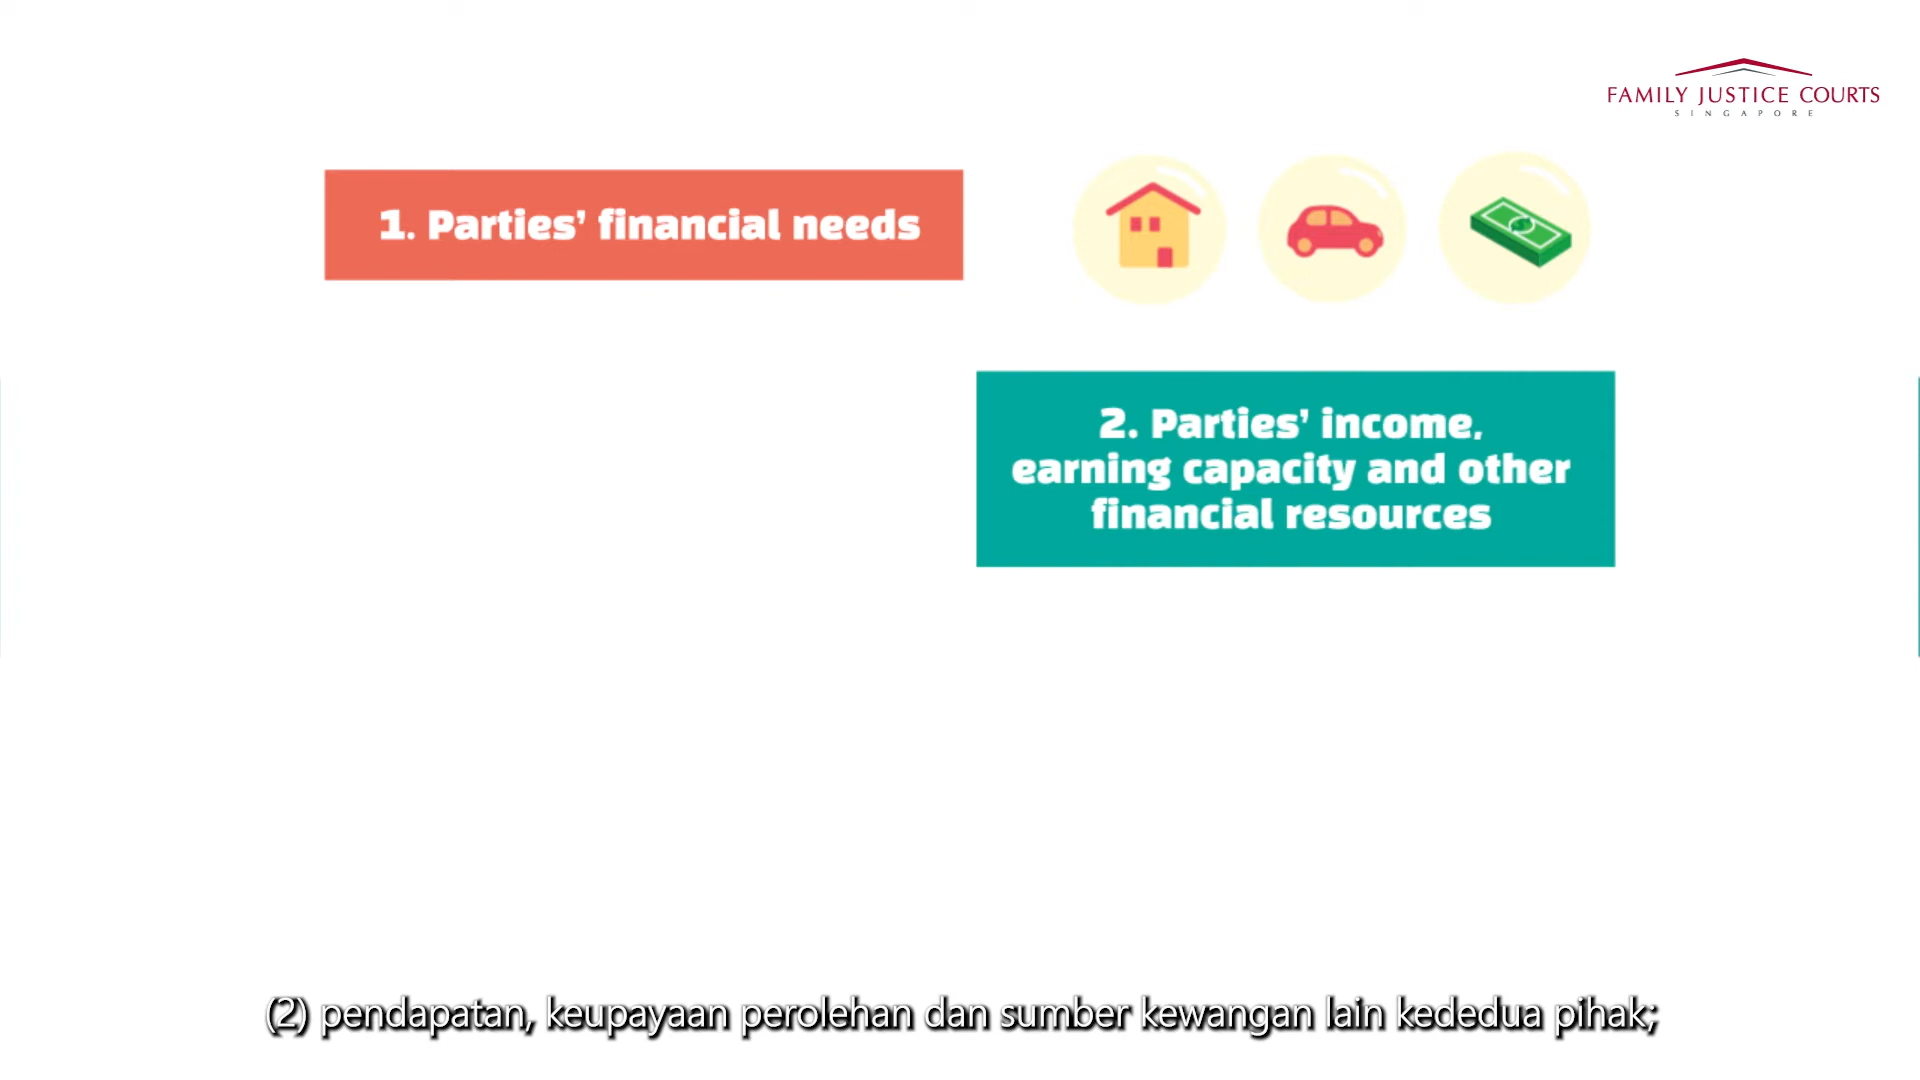 FAMILY JUSTICE COURTS
SINGAPORE
1. Parties’ financial needs
2. Parties’ income,
earning capacity and other
financial resources
(2) pendapatan, keupayaan perolehan dan sumber kewangan lain kededua pihak;